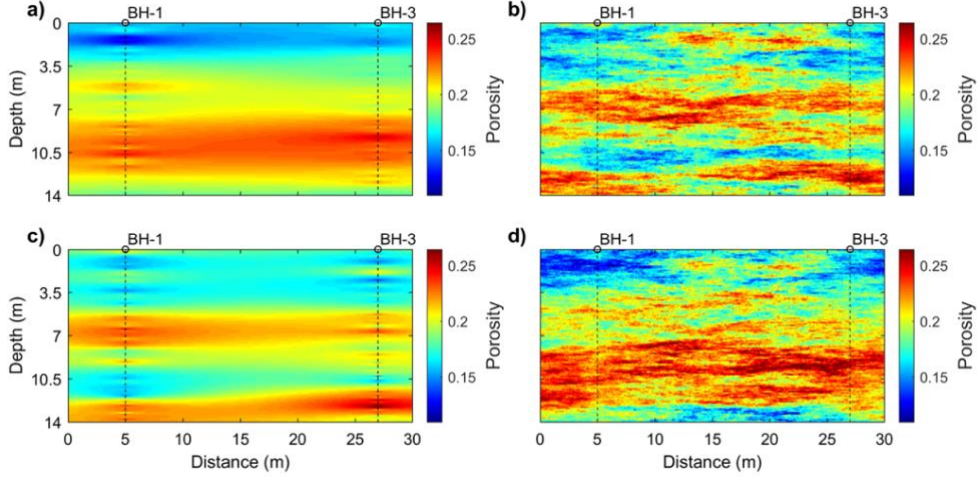 a) BH-1 BH-3 b) BH-1 BH-3
0 0.25
3.5 0.2
7
10.5 0.15
14
Depth (m) Porosity
0.25
0.2
0.15
Porosity
c) BH-1 BH-3 d) BH-1 BH-3
0 0.25
3.5 0.2
7
10.5 0.15
14
Depth (m) Porosity
0.25
0.2
0.15
Porosity
0 5 10 15 20 25 30 0 5 10 15 20 25 30
Distance (m) Distance (m)